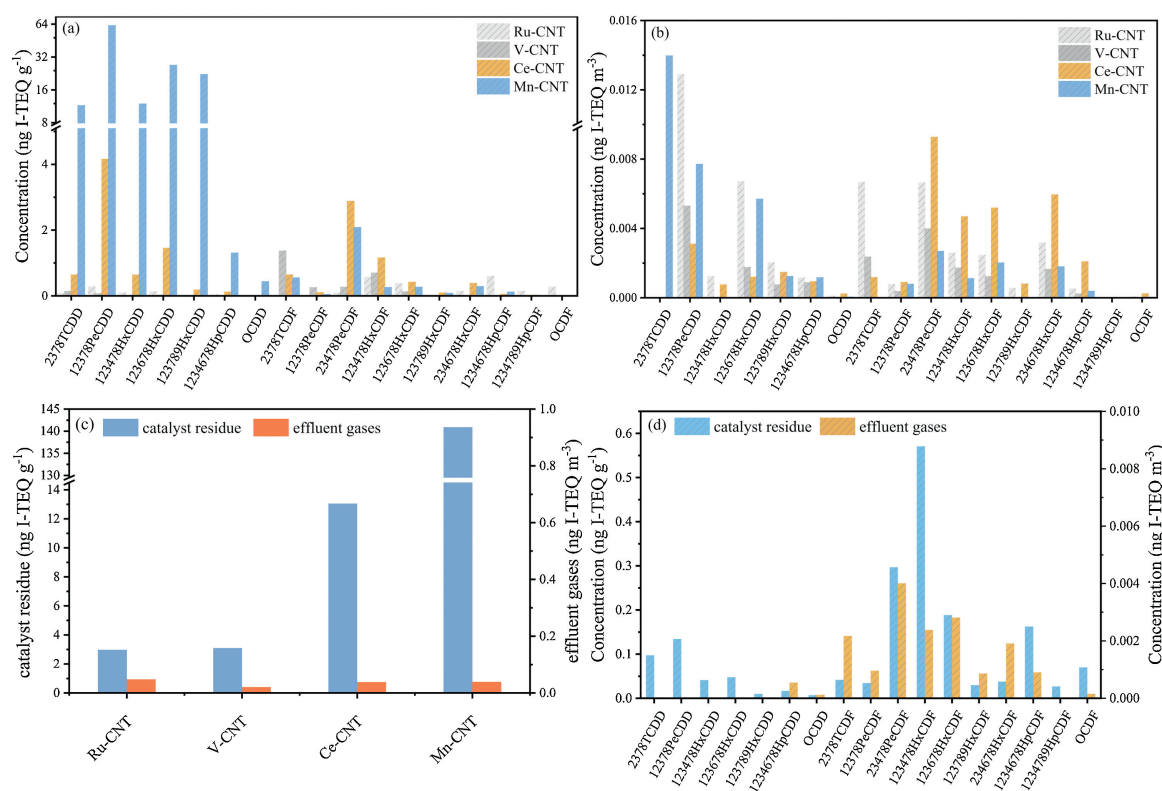 (a)
Ru-CNT
V-CNT
Ce-CNT
Mn-CNT
Concentration (ng I-TEQ g⁻¹)
64
32
16
8
4
2
0
2378TCDD
12378PeCDD
123478HxCDD
123678HxCDD
123789HxCDD
1234678HpCDD
OCDD
2378TCDF
12378PeCDF
23478PeCDF
123478HxCDF
123678HxCDF
123789HxCDF
234678HxCDF
1234678HpCDF
1234789HpCDF
OCDF
(b)
Ru-CNT
V-CNT
Ce-CNT
Mn-CNT
Concentration (ng I-TEQ m⁻³)
0.016
0.012
0.008
0.004
0.000
2378TCDD
12378PeCDD
123478HxCDD
123678HxCDD
123789HxCDD
1234678HpCDD
OCDD
2378TCDF
12378PeCDF
23478PeCDF
123478HxCDF
123678HxCDF
123789HxCDF
234678HxCDF
1234678HpCDF
1234789HpCDF
OCDF
(c)
catalyst residue
effluent gases
catalyst residue (ng I-TEQ g⁻¹)
145
140
135
130
14
12
10
8
6
4
2
0
effluent gases (ng I-TEQ m⁻³)
1.0
0.8
0.6
0.4
0.2
0.0
Ru-CNT
V-CNT
Ce-CNT
Mn-CNT
(d)
catalyst residue
effluent gases
Concentration (ng I-TEQ g⁻¹)
0.6
0.5
0.4
0.3
0.2
0.1
0.0
Concentration (ng I-TEQ m⁻³)
0.010
0.008
0.006
0.004
0.002
0.000
2378TCDD
12378PeCDD
123478HxCDD
123678HxCDD
123789HxCDD
1234678HpCDD
OCDD
2378TCDF
12378PeCDF
23478PeCDF
123478HxCDF
123678HxCDF
123789HxCDF
234678HxCDF
1234678HpCDF
1234789HpCDF
OCDF